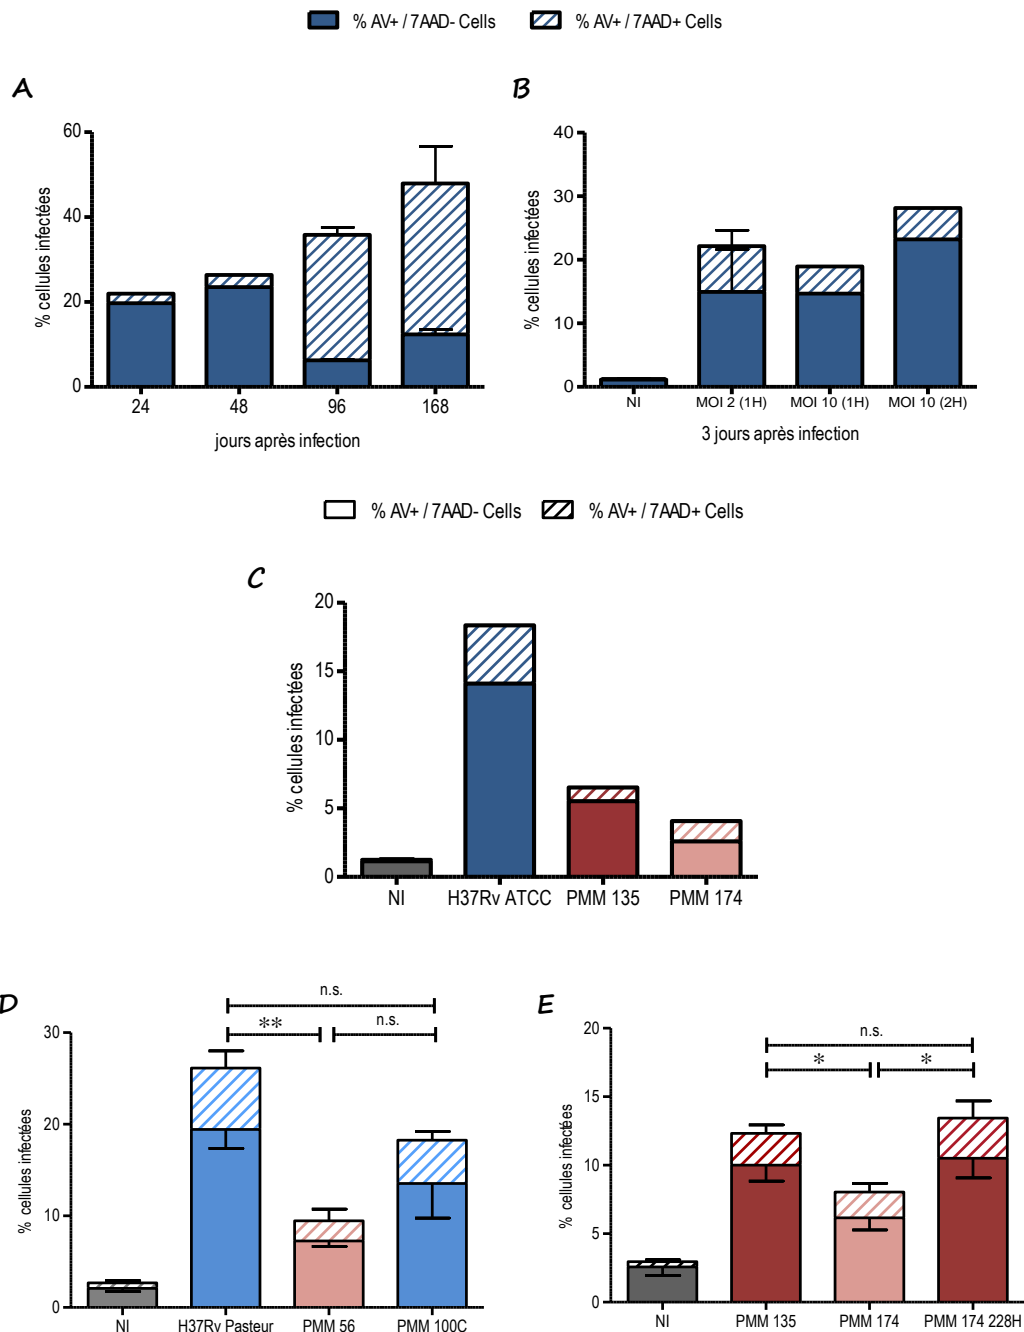 % AV+ / 7AAD- Cells % AV+ / 7AAD+ Cells
A
60
40
20
0
% cellules infectées
24 48 96 168
jours après infection
B
40
30
20
10
0
% cellules infectées
NI MOI 2 (1H) MOI 10 (1H) MOI 10 (2H)
3 jours après infection
% AV+ / 7AAD- Cells % AV+ / 7AAD+ Cells
C
20
15
10
5
0
% cellules infectées
NI H37Rv ATCC PMM 135 PMM 174
D
n.s.
** n.s.
30
20
10
0
% cellules infectées
NI H37Rv Pasteur PMM 56 PMM 100C
E
n.s.
* *
20
15
10
5
0
% cellules infectées
NI PMM 135 PMM 174 PMM 174 228H